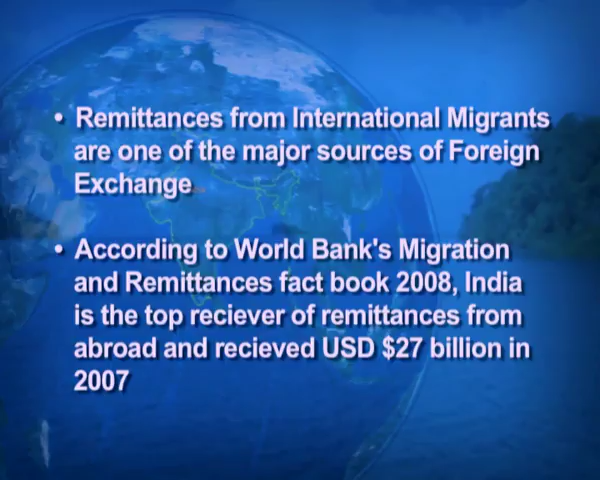 • Remittances from International Migrants
are one of the major sources of Foreign
Exchange
• According to World Bank's Migration
and Remittances fact book 2008, India
is the top reciever of remittances from
abroad and recieved USD $27 billion in
2007